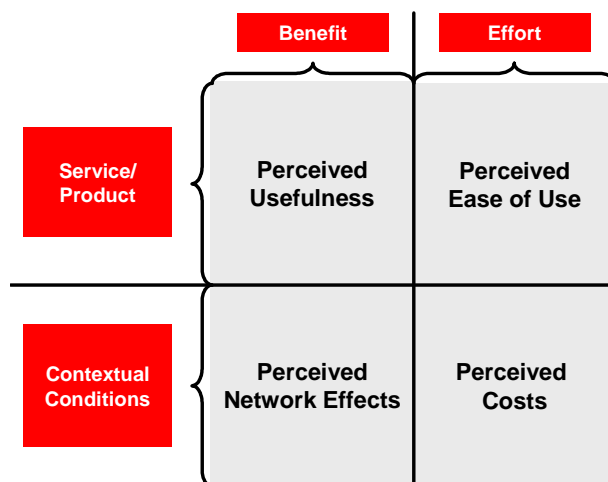 Benefit
Effort
Service/
Product
Perceived
Usefulness
Perceived
Ease of Use
Contextual
Conditions
Perceived
Network Effects
Perceived
Costs